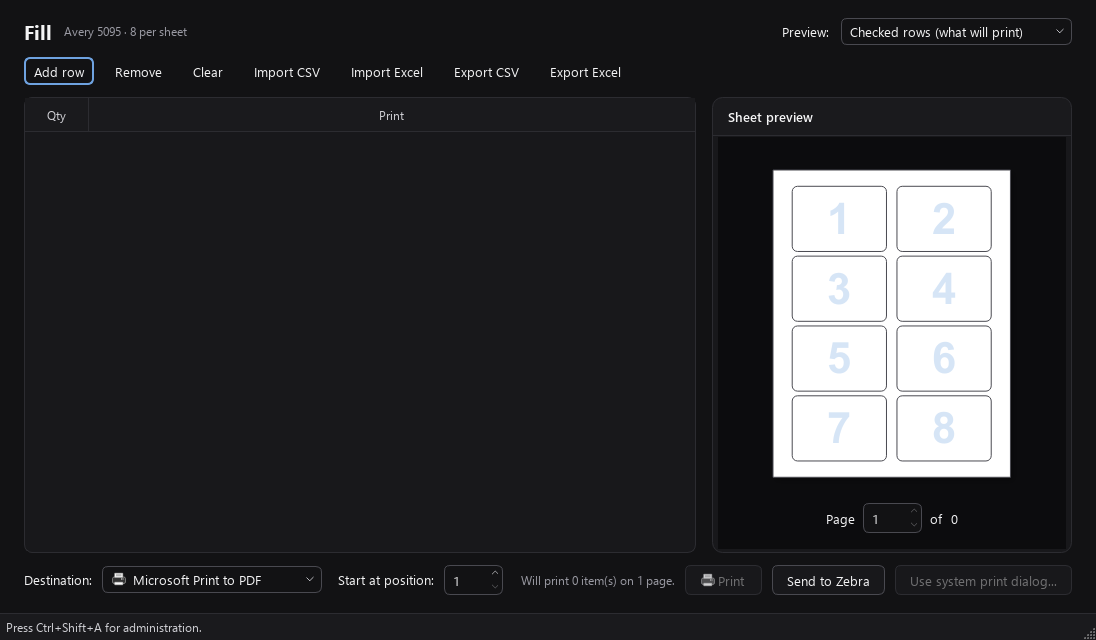 Fill Avery 5095 · 8 per sheet Preview: Checked rows (what will print)
Add row Remove Clear Import CSV Import Excel Export CSV Export Excel
Qty Print
Sheet preview
1 2
3 4
5 6
7 8
Page 1 of 0
Destination: Microsoft Print to PDF Start at position: 1 Will print 0 item(s) on 1 page. Print Send to Zebra Use system print dialog...
Press Ctrl+Shift+A for administration.